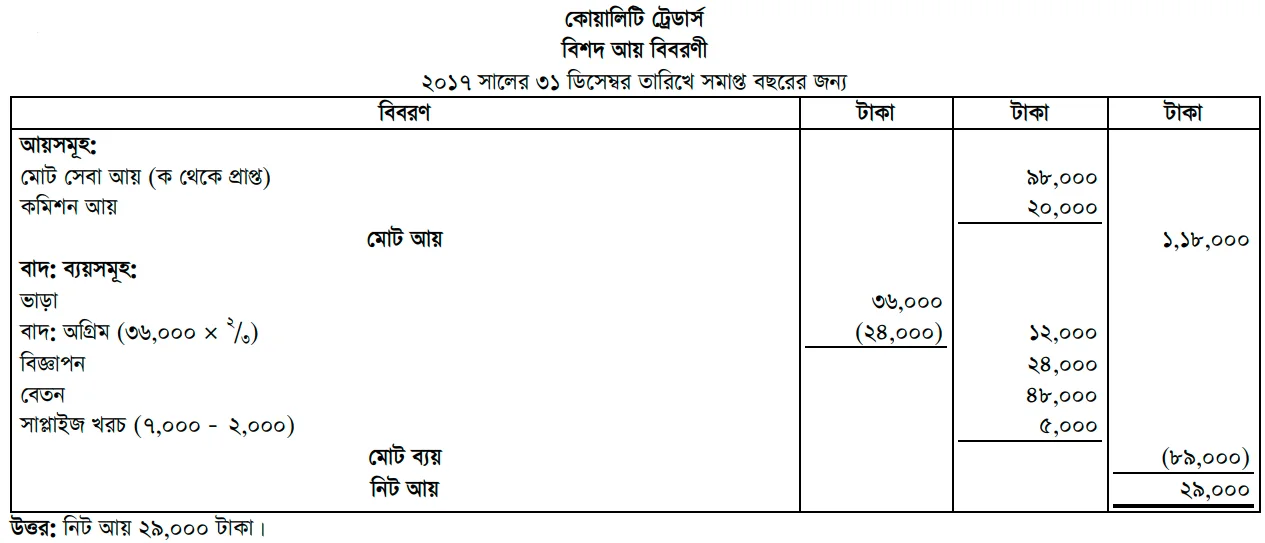 কোয়ালিটি ট্রেডার্স
বিশদ আয় বিবরণী
২০১৭ সালের ৩১ ডিসেম্বর তারিখে সমাপ্ত বছরের জন্য
বিবরণ টাকা টাকা টাকা
আয়সমূহ:
মোট সেবা আয় (ক থেকে প্রাপ্ত) ৯৮,০০০
কমিশন আয় ২০,০০০
মোট আয় ১,১৮,০০০
বাদ: ব্যয়সমূহ:
ভাড়া ৩৬,০০০
বাদ: অগ্রিম (৩৬,০০০ × ২/৩) (২৪,০০০) ১২,০০০
বিজ্ঞাপন ২৪,০০০
বেতন ৪৮,০০০
সাপ্লাইজ খরচ (৭,০০০ - ২,০০০) ৫,০০০
মোট ব্যয় (৮৯,০০০)
নিট আয় ২৯,০০০
উত্তর: নিট আয় ২৯,০০০ টাকা।